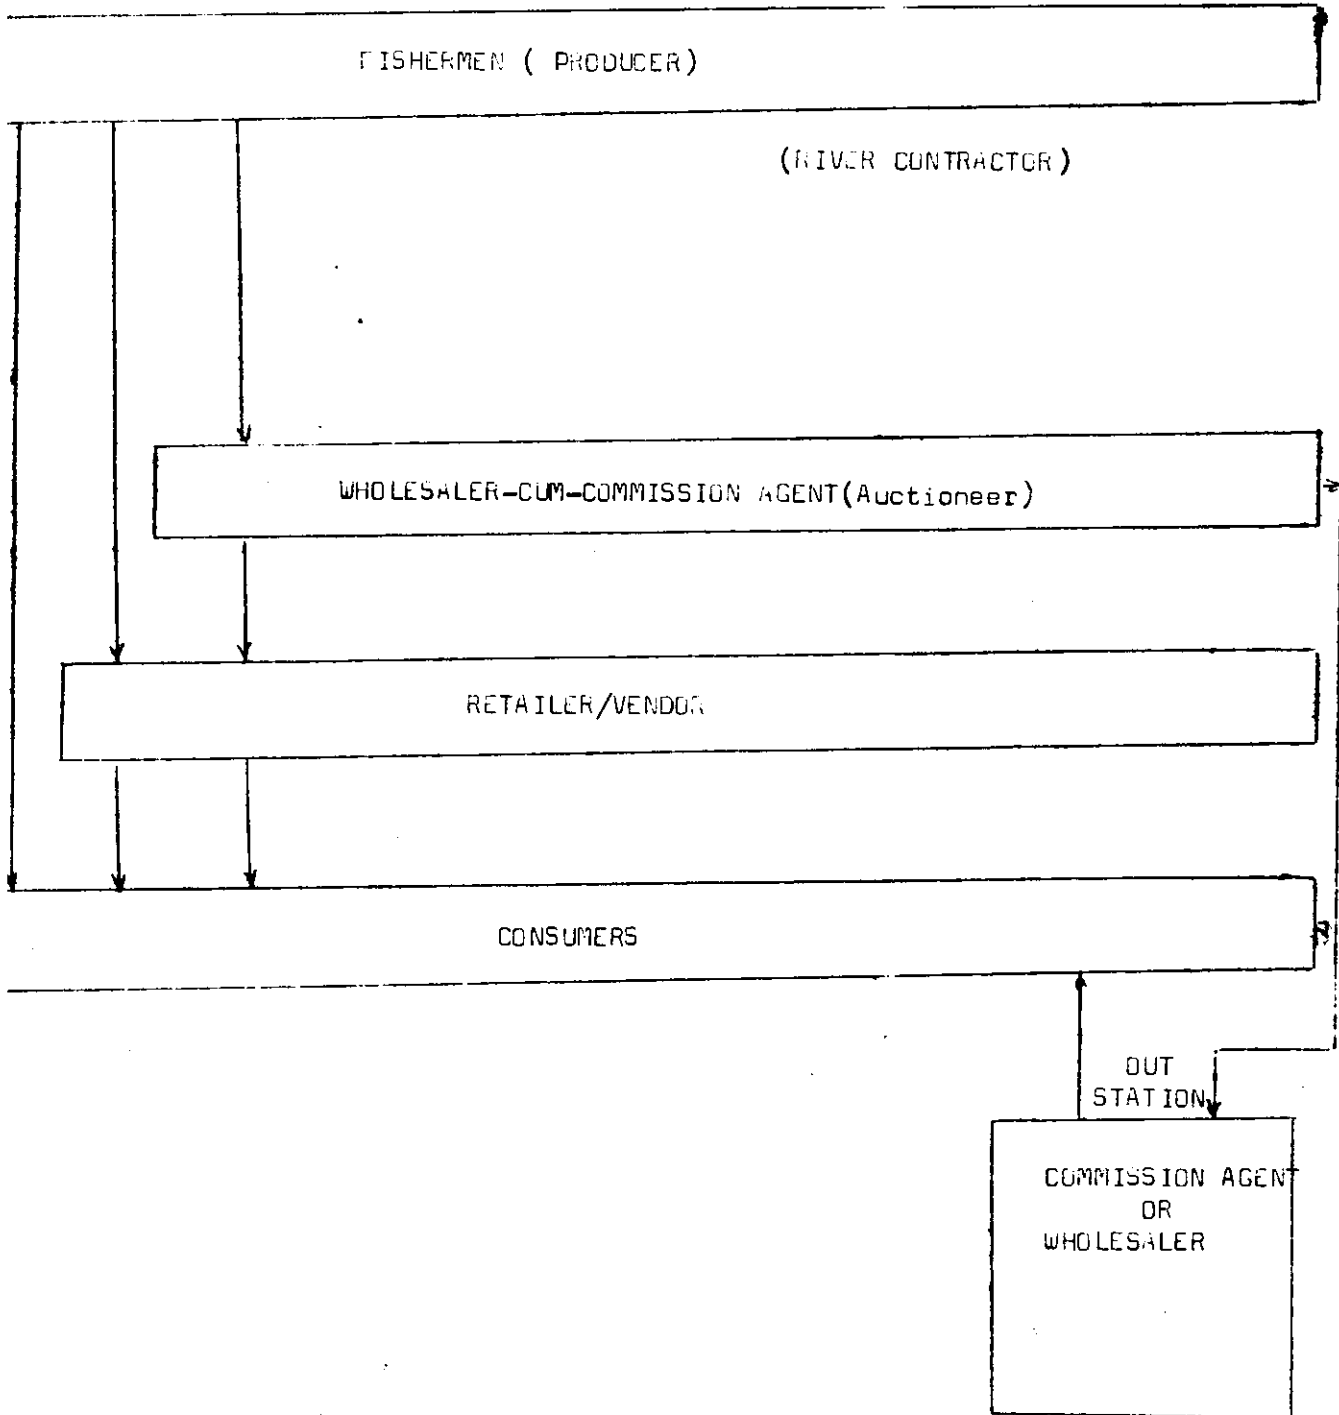 FISHERMEN ( PRODUCER)
(RIVER CONTRACTOR)
WHOLESALER-CUM-COMMISSION AGENT(Auctioneer)
RETAILER/VENDOR
CONSUMERS
OUT
STATION
COMMISSION AGENT
OR
WHOLESALER